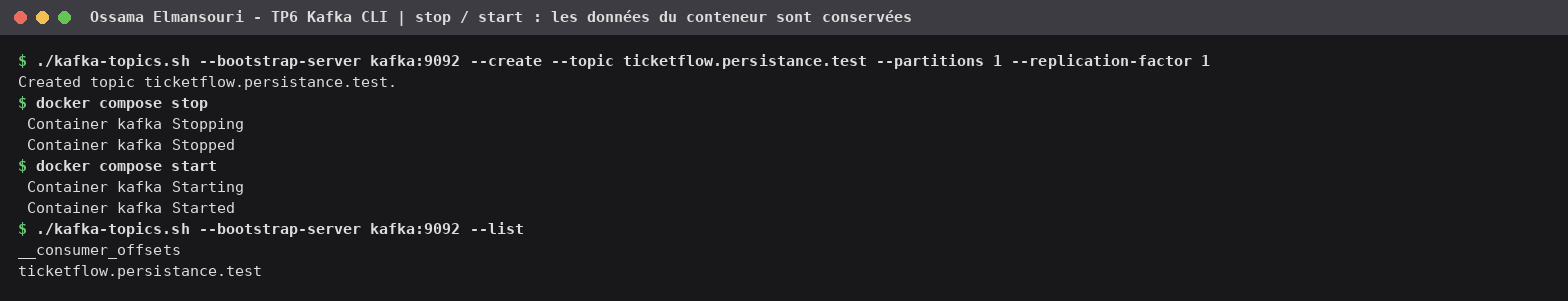 Ossama Elmansouri - TP6 Kafka CLI | stop / start : les données du conteneur sont conservées
$ ./kafka-topics.sh --bootstrap-server kafka:9092 --create --topic ticketflow.persistance.test --partitions 1 --replication-factor 1
Created topic ticketflow.persistance.test.
$ docker compose stop
Container kafka Stopping
Container kafka Stopped
$ docker compose start
Container kafka Starting
Container kafka Started
$ ./kafka-topics.sh --bootstrap-server kafka:9092 --list
__consumer_offsets
ticketflow.persistance.test